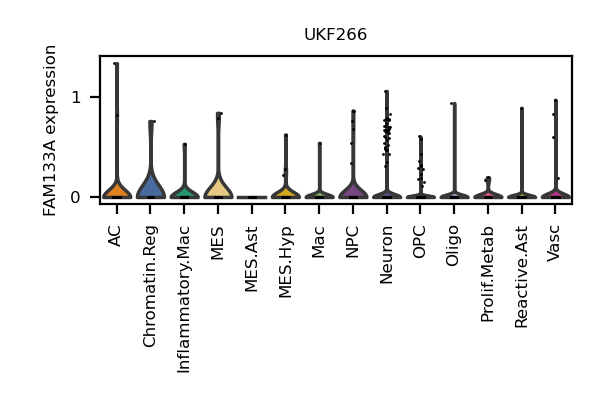 UKF266
FAM133A expression
1
0
AC
Chromatin.Reg
Inflammatory.Mac
MES
MES.Ast
MES.Hyp
Mac
NPC
Neuron
OPC
Oligo
Prolif.Metab
Reactive.Ast
Vasc